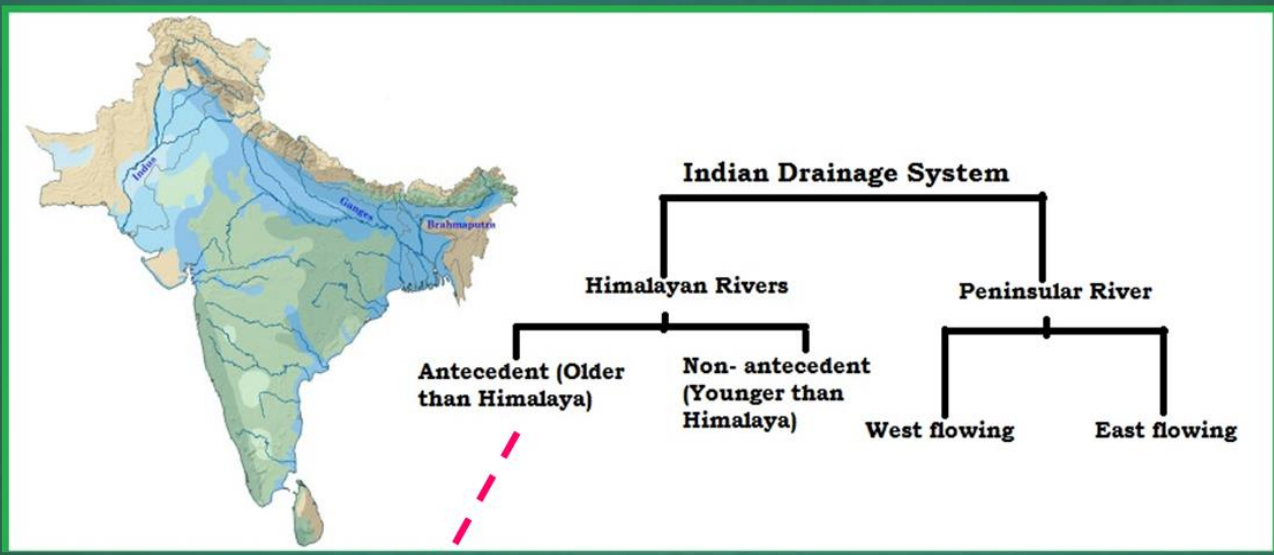 Indus
Ganges
Brahmaputra
Indian Drainage System
Himalayan Rivers
Peninsular River
Antecedent (Older
than Himalaya)
Non- antecedent
(Younger than
Himalaya)
West flowing
East flowing